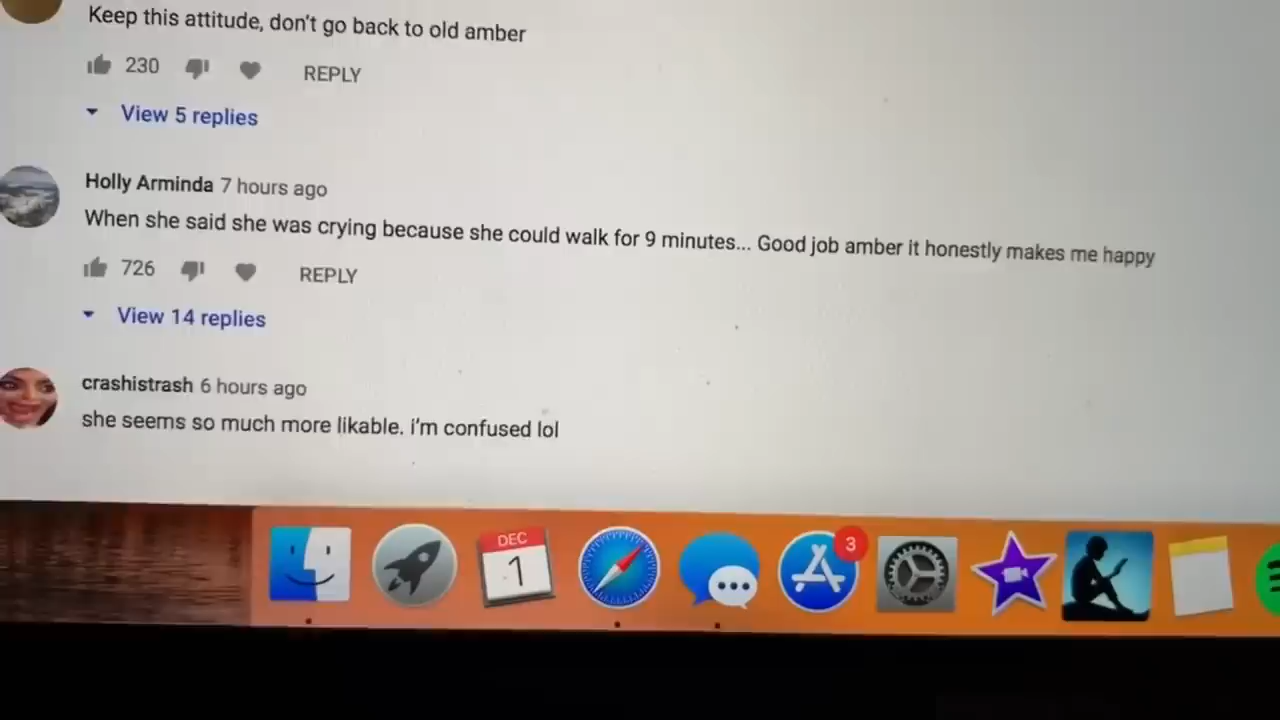 Keep this attitude, don't go back to old amber
230 REPLY
View 5 replies
Holly Arminda 7 hours ago
When she said she was crying because she could walk for 9 minutes... Good job amber it honestly makes me happy
726 REPLY
View 14 replies
crashistrash 6 hours ago
she seems so much more likable. i'm confused lol
DEC
1
3